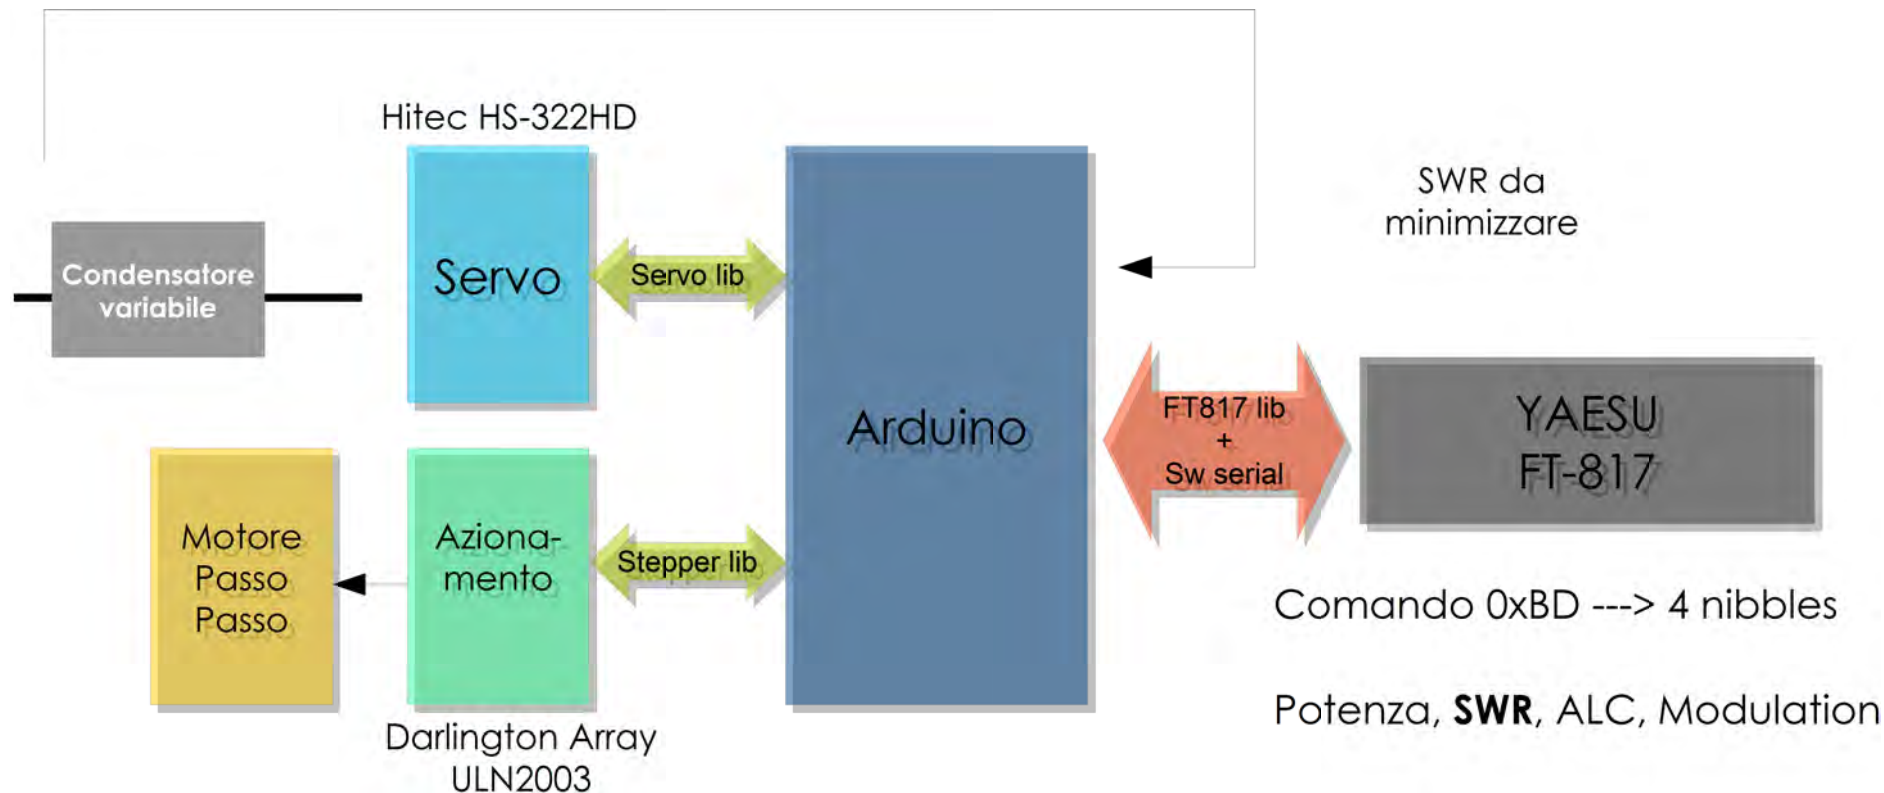 Hitec HS-322HD
Servo
Servo lib
Condensatore
variabile
Arduino
SWR da
minimizzare
FT817 lib
+
Sw serial
YAESU
FT-817
Motore
Passo
Passo
Aziona-
mento
Stepper lib
Darlington Array
ULN2003
Comando 0xBD ---> 4 nibbles
Potenza, SWR, ALC, Modulation